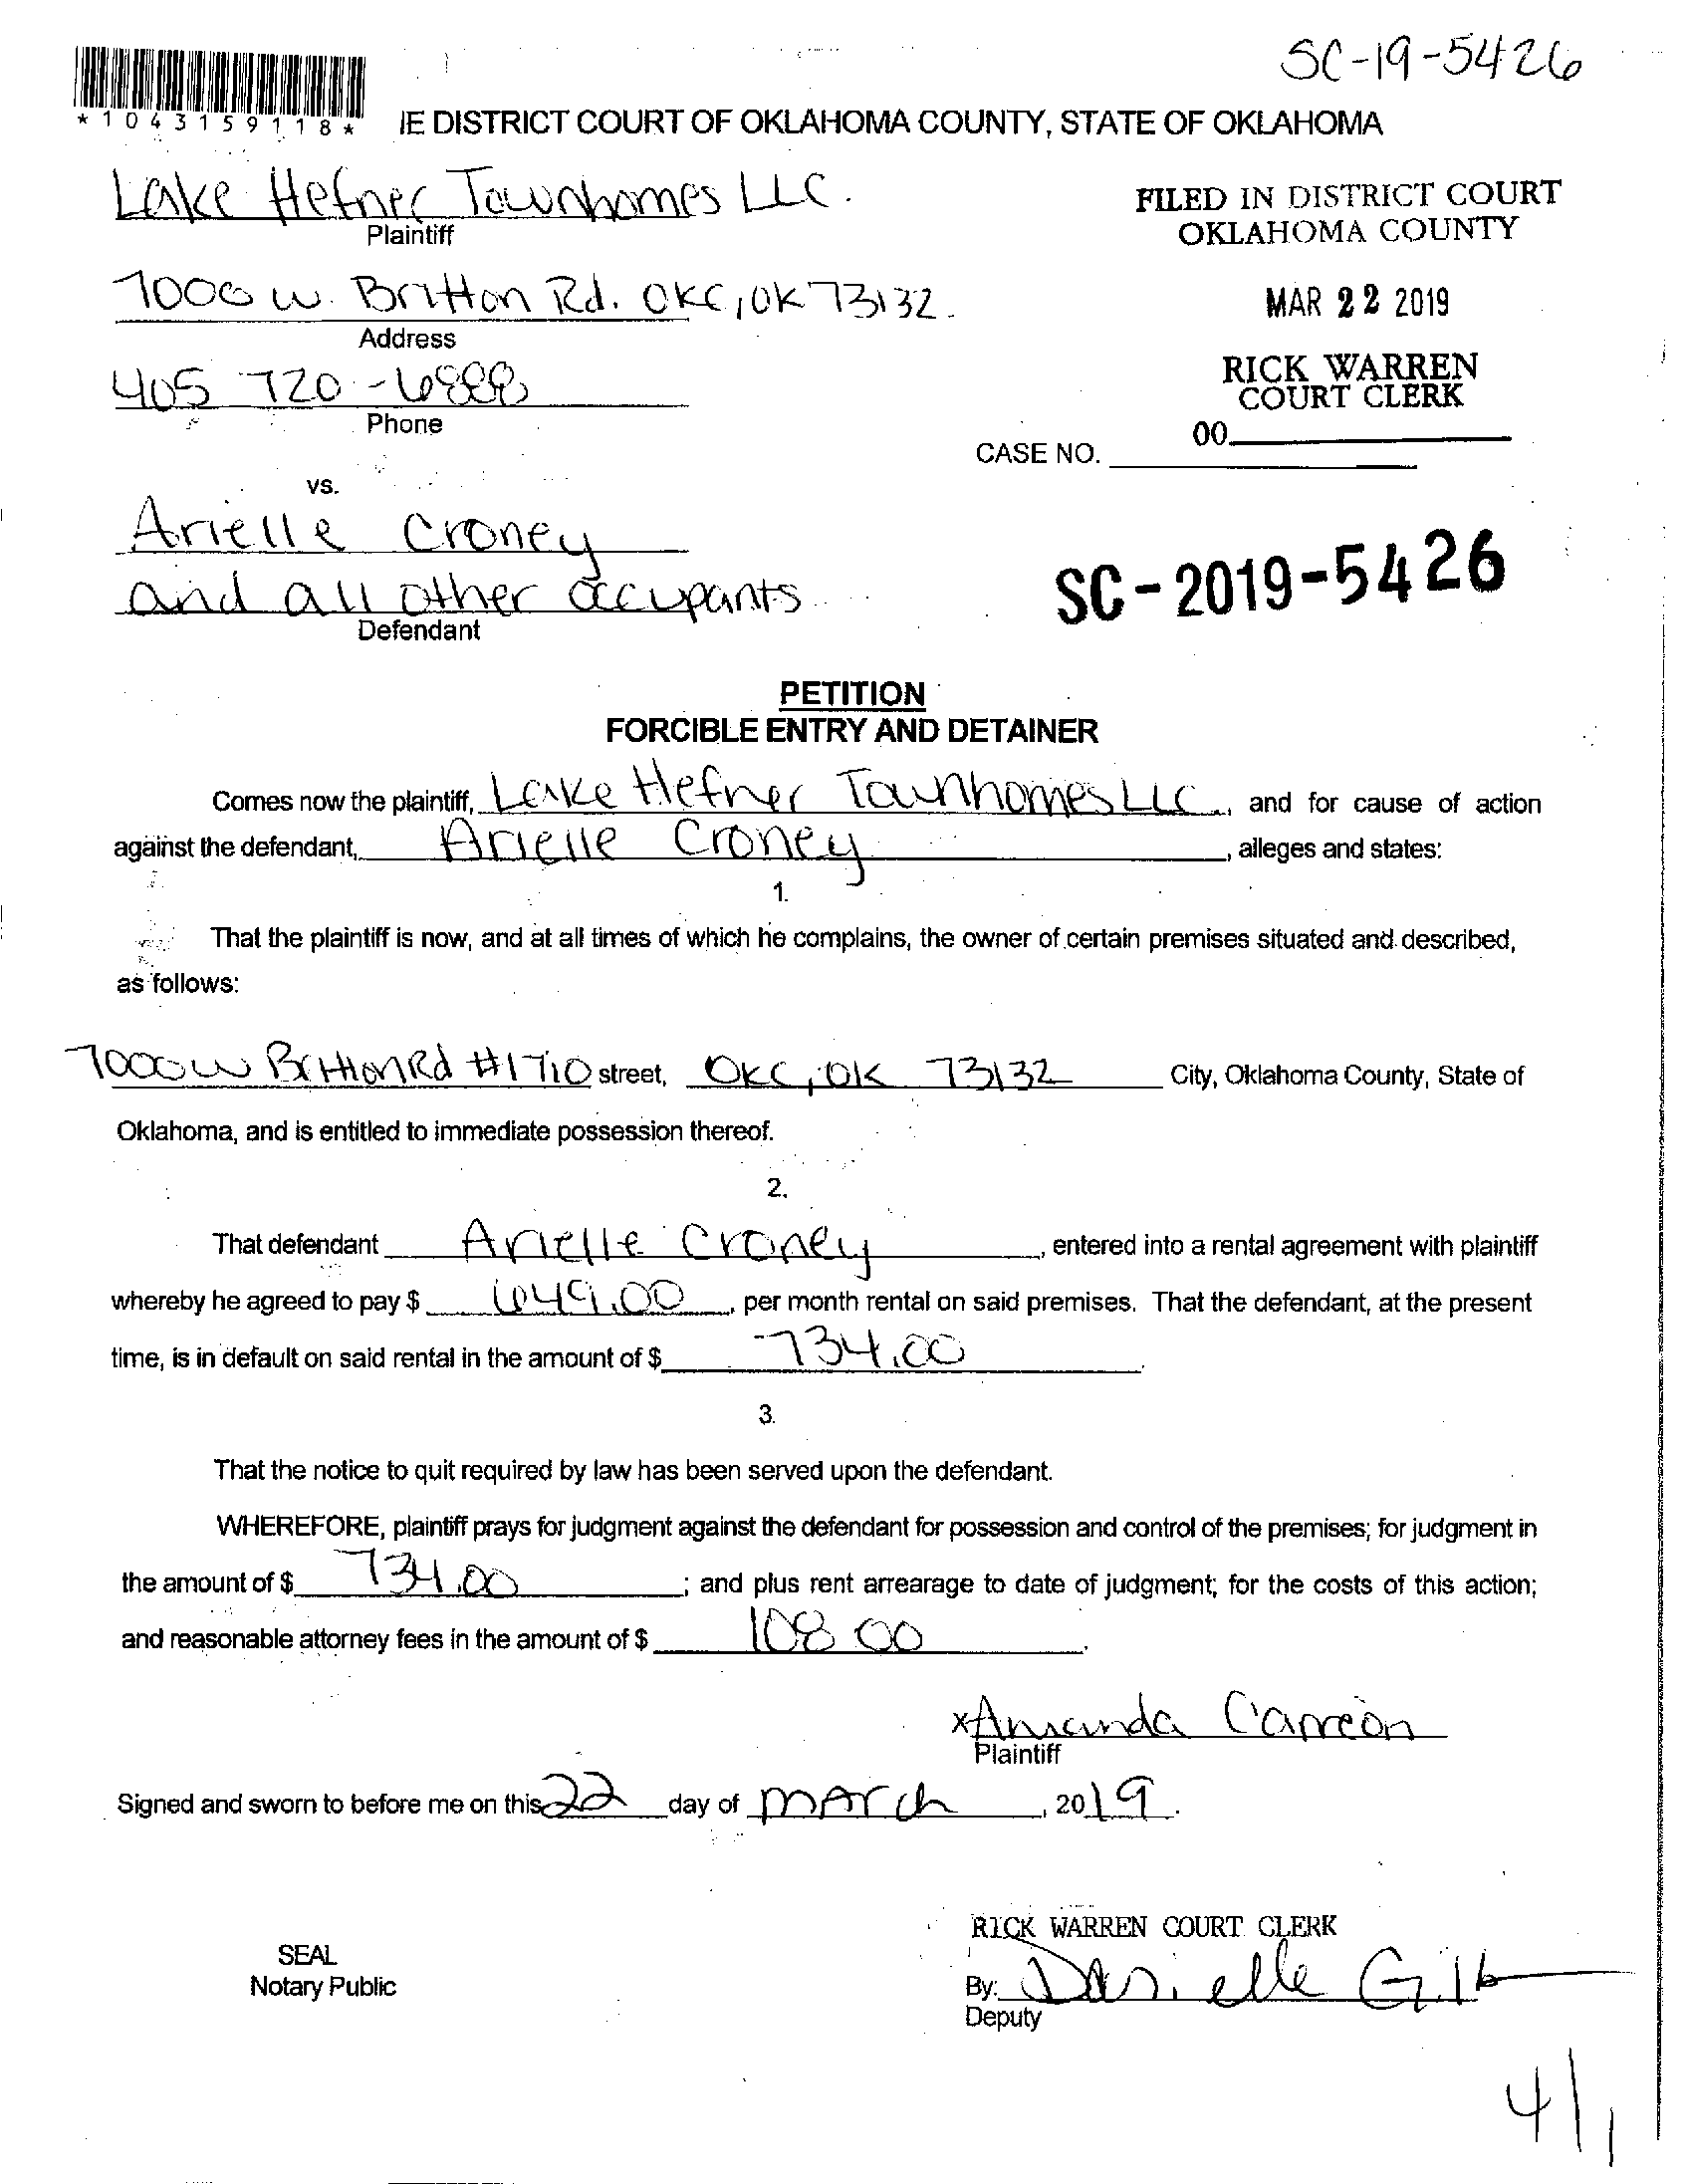 SC-19-5426
*1043159118*
IE DISTRICT COURT OF OKLAHOMA COUNTY, STATE OF OKLAHOMA
Lake Hefner Townhomes LLC.
Plaintiff
FILED IN DISTRICT COURT
OKLAHOMA COUNTY
7000 W. Britton Rd. OKC, OK 73132
Address
MAR 22 2019
405 720-6888
Phone
RICK WARREN
COURT CLERK
00
CASE NO.
vs.
Arielle Croney
and all other occupants
Defendant
SC-2019-5426
PETITION
FORCIBLE ENTRY AND DETAINER
Comes now the plaintiff, Lake Hefner Townhomes LLC, and for cause of action
against the defendant, Arielle Croney, alleges and states:
1.
That the plaintiff is now, and at all times of which he complains, the owner of certain premises situated and described,
as follows:
7000 W Britton Rd #1710 street, OKC, OK 73132 City, Oklahoma County, State of
Oklahoma, and is entitled to immediate possession thereof.
2.
That defendant Arielle Croney, entered into a rental agreement with plaintiff
whereby he agreed to pay $ 649.00, per month rental on said premises. That the defendant, at the present
time, is in default on said rental in the amount of $ 734.00.
3.
That the notice to quit required by law has been served upon the defendant.
WHEREFORE, plaintiff prays for judgment against the defendant for possession and control of the premises; for judgment in
the amount of $ 734.00; and plus rent arrearage to date of judgment; for the costs of this action;
and reasonable attorney fees in the amount of $ 108 00.
xAmanda Carreon
Plaintiff
Signed and sworn to before me on this 22 day of March, 2019.
RICK WARREN COURT CLERK
SEAL
Notary Public
By: Danielle
Deputy